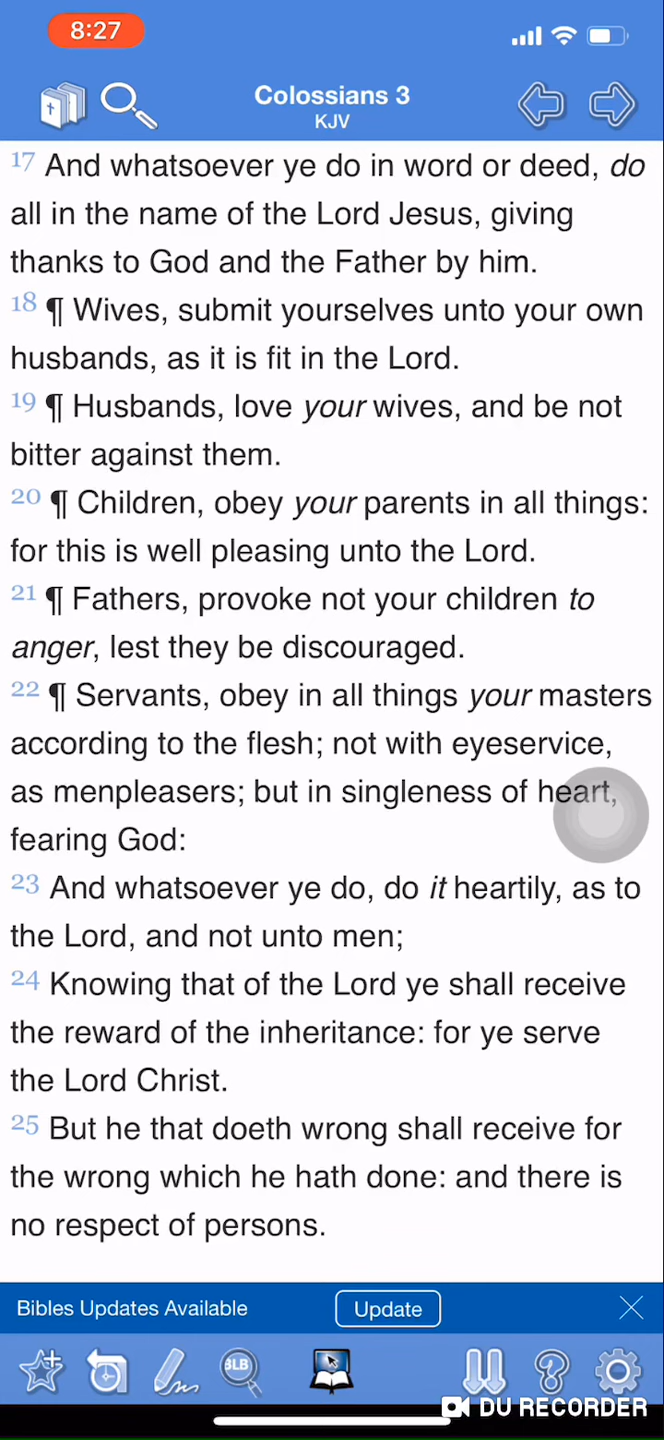 8:27
Colossians 3
KJV
17 And whatsoever ye do in word or deed, do
all in the name of the Lord Jesus, giving
thanks to God and the Father by him.
18 ¶ Wives, submit yourselves unto your own
husbands, as it is fit in the Lord.
19 ¶ Husbands, love your wives, and be not
bitter against them.
20 ¶ Children, obey your parents in all things:
for this is well pleasing unto the Lord.
21 ¶ Fathers, provoke not your children to
anger, lest they be discouraged.
22 ¶ Servants, obey in all things your masters
according to the flesh; not with eyeservice,
as menpleasers; but in singleness of heart,
fearing God:
23 And whatsoever ye do, do it heartily, as to
the Lord, and not unto men;
24 Knowing that of the Lord ye shall receive
the reward of the inheritance: for ye serve
the Lord Christ.
25 But he that doeth wrong shall receive for
the wrong which he hath done: and there is
no respect of persons.
Bibles Updates Available Update
BLB
DU RECORDER